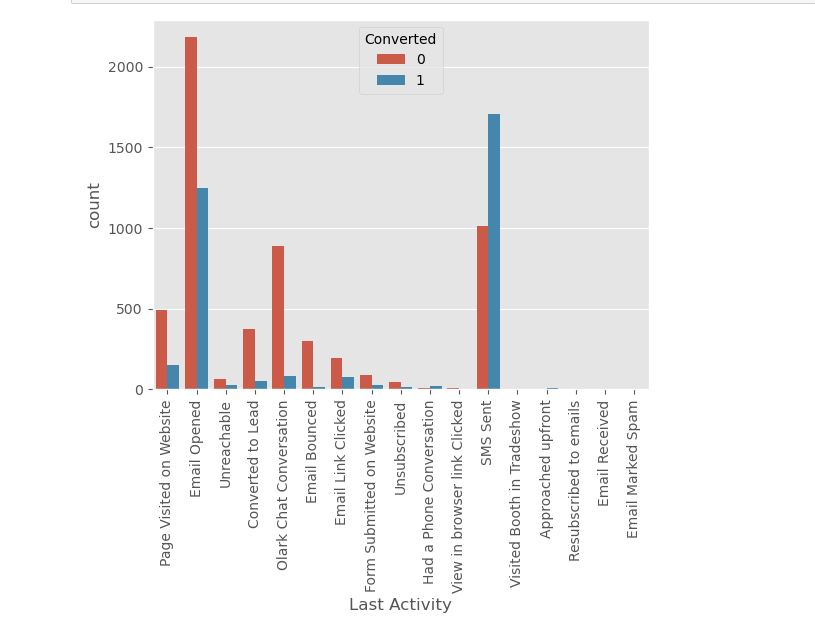 Converted
0
1
2000
1500
1000
500
0
count
Page Visited on Website
Email Opened
Unreachable
Converted to Lead
Olark Chat Conversation
Email Bounced
Email Link Clicked
Form Submitted on Website
Unsubscribed
Had a Phone Conversation
View in browser link Clicked
SMS Sent
Visited Booth in Tradeshow
Approached upfront
Resubscribed to emails
Email Received
Email Marked Spam
Last Activity